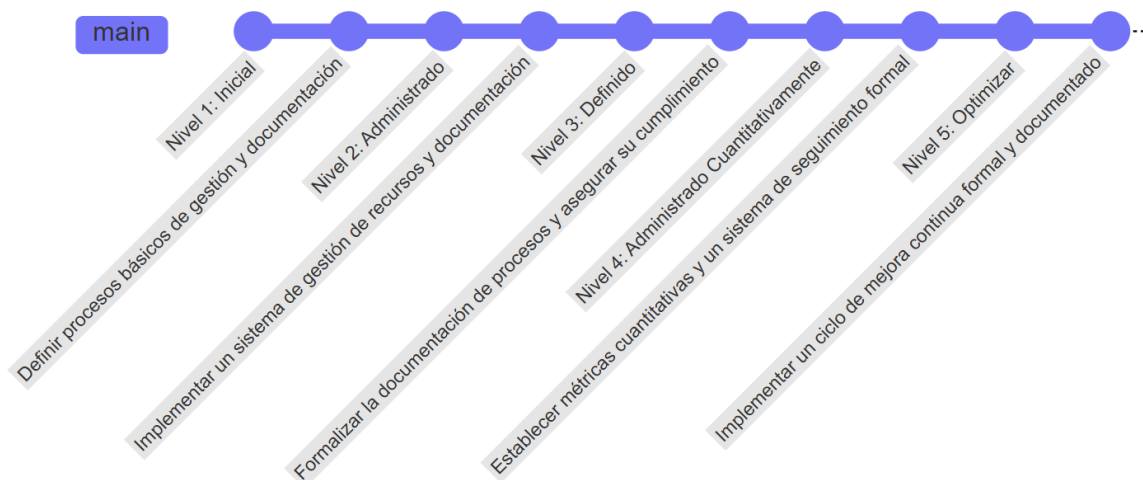 main
Nivel 1: Inicial
Definir procesos básicos de gestión y documentación
Nivel 2: Administrado
Implementar un sistema de gestión de recursos y documentación
Nivel 3: Definido
Formalizar la documentación de procesos y asegurar su cumplimiento
Nivel 4: Administrado Cuantitativamente
Establecer métricas cuantitativas y un sistema de seguimiento formal
Nivel 5: Optimizar
Implementar un ciclo de mejora continua formal y documentado